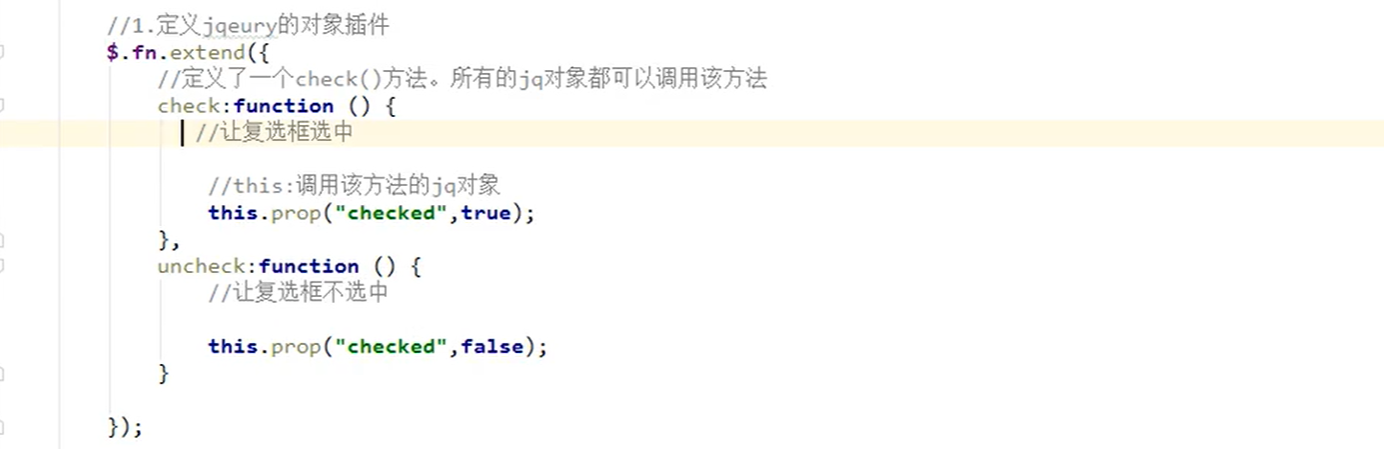 //1.定义jqeury的对象插件
$.fn.extend({
//定义了一个check()方法。所有的jq对象都可以调用该方法
check:function () {
//让复选框选中
//this:调用该方法的jq对象
this.prop("checked",true);
},
uncheck:function () {
//让复选框不选中
this.prop("checked",false);
}
});